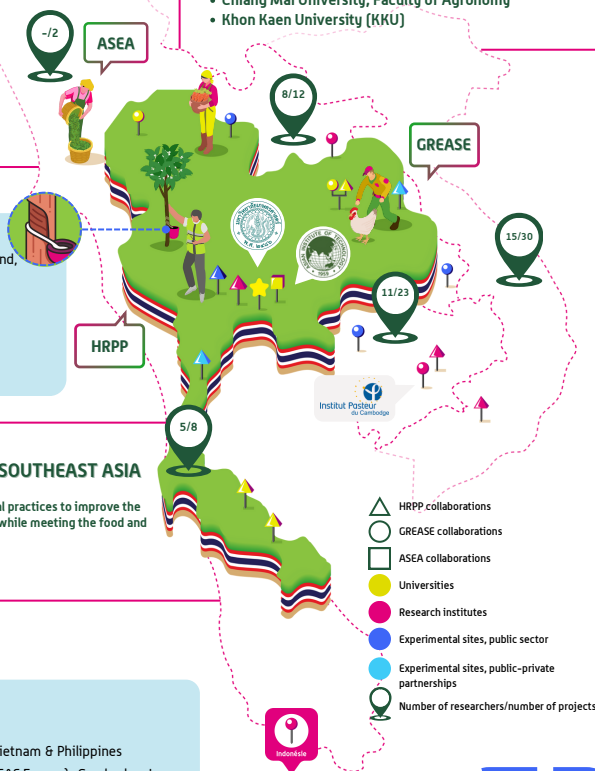 Chiang Mai University, Faculty of Agronomy
• Khon Kaen University (KKU)
-/2
ASEA
8/12
GREASE
15/30
nd,
11/23
HRPP
Institut Pasteur
du Cambodge
5/8
SOUTHEAST ASIA
al practices to improve the
while meeting the food and
HRPP collaborations
GREASE collaborations
ASEA collaborations
Universities
Research institutes
Experimental sites, public sector
Experimental sites, public-private
partnerships
Number of researchers/number of projects
Indonésie
ietnam & Philippines